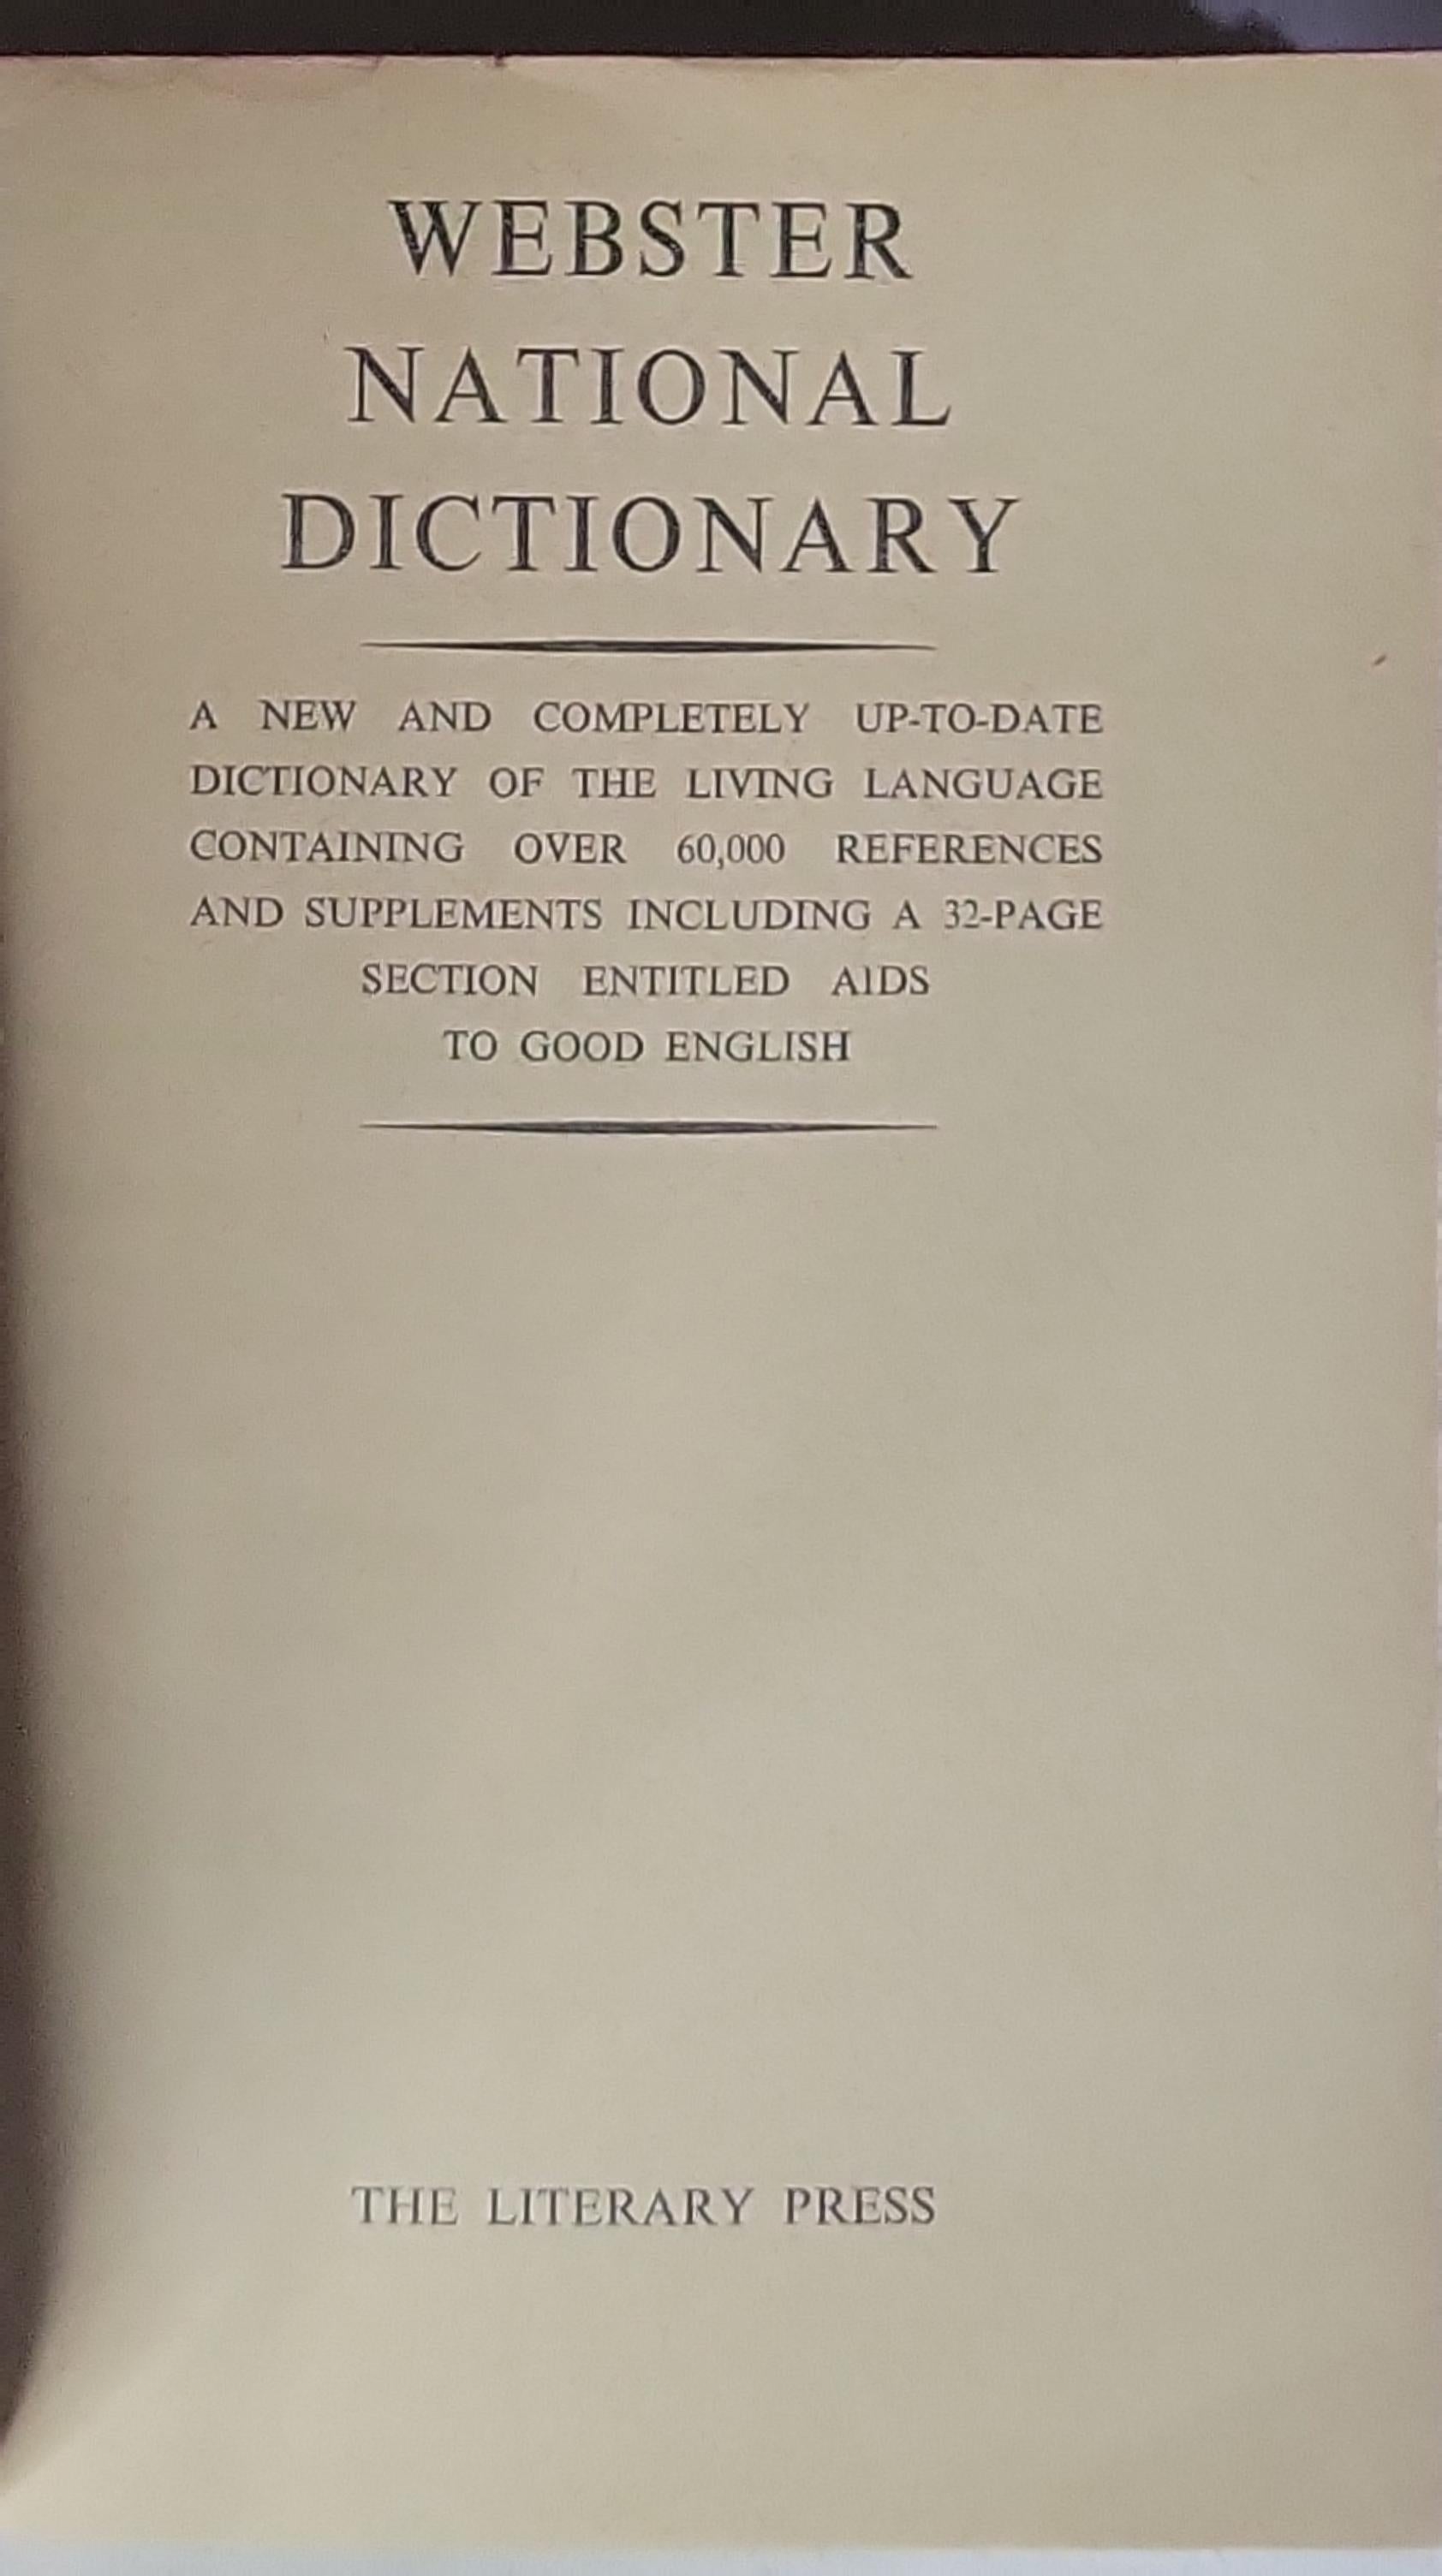 WEBSTER
NATIONAL
DICTIONARY
A NEW AND COMPLETELY UP-TO-DATE
DICTIONARY OF THE LIVING LANGUAGE
CONTAINING OVER 60,000 REFERENCES
AND SUPPLEMENTS INCLUDING A 32-PAGE
SECTION ENTITLED AIDS
TO GOOD ENGLISH
THE LITERARY PRESS